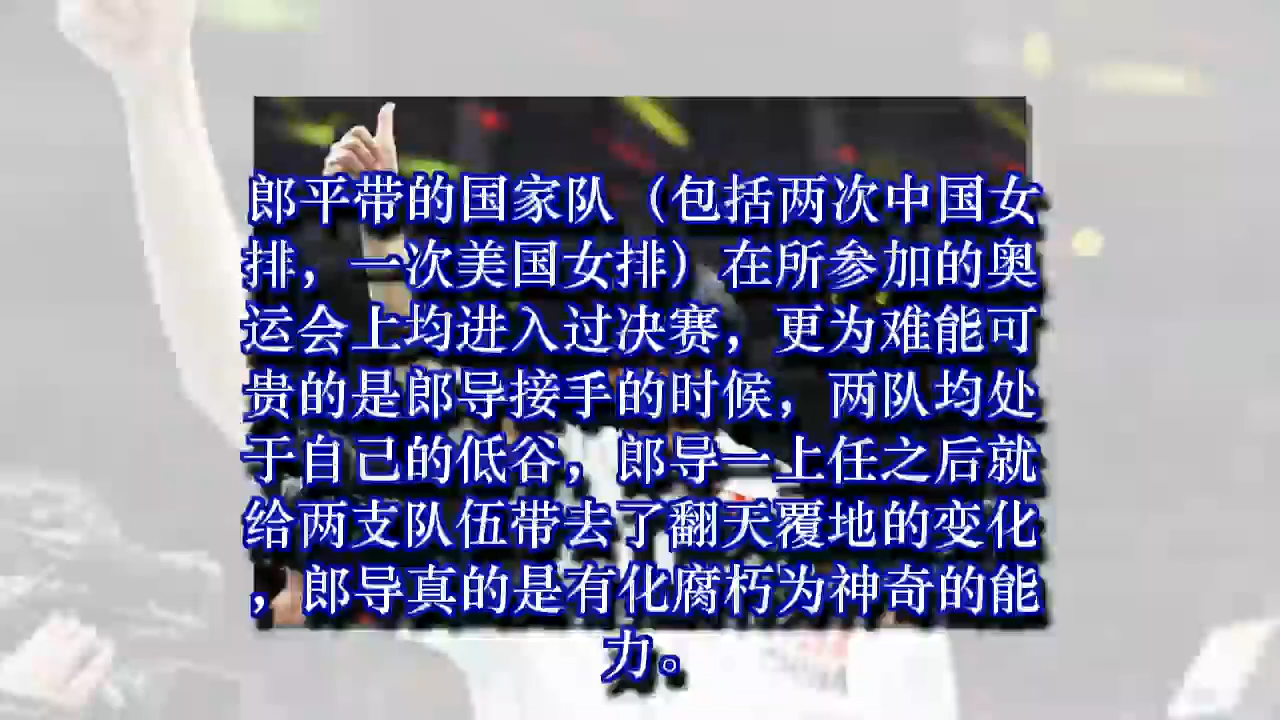 郎平带的国家队（包括两次中国女
排，一次美国女排）在所参加的奥
运会上均进入过决赛，更为难能可
贵的是郎导接手的时候，两队均处
于自己的低谷，郎导一上任之后就
给两支队伍带去了翻天覆地的变化
，郎导真的是有化腐朽为神奇的能
力。